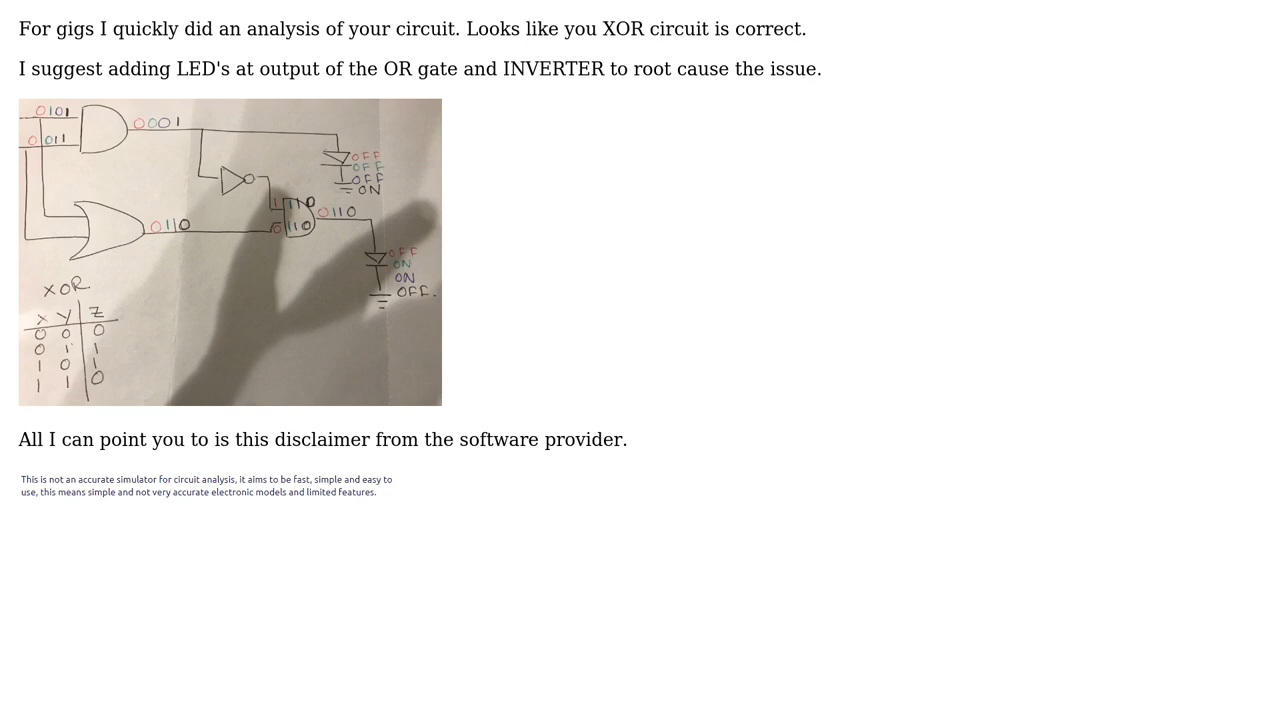 For gigs I quickly did an analysis of your circuit. Looks like you XOR circuit is correct.
I suggest adding LED's at output of the OR gate and INVERTER to root cause the issue.
0101
0001
0011
OFF
OFF
OFF
ON
1110
0110
0110
0110
OFF
ON
ON
OFF.
XOR
X Y Z
0 0 0
0 1 1
1 0 1
1 1 0
All I can point you to is this disclaimer from the software provider.
This is not an accurate simulator for circuit analysis, it aims to be fast, simple and easy to
use, this means simple and not very accurate electronic models and limited features.